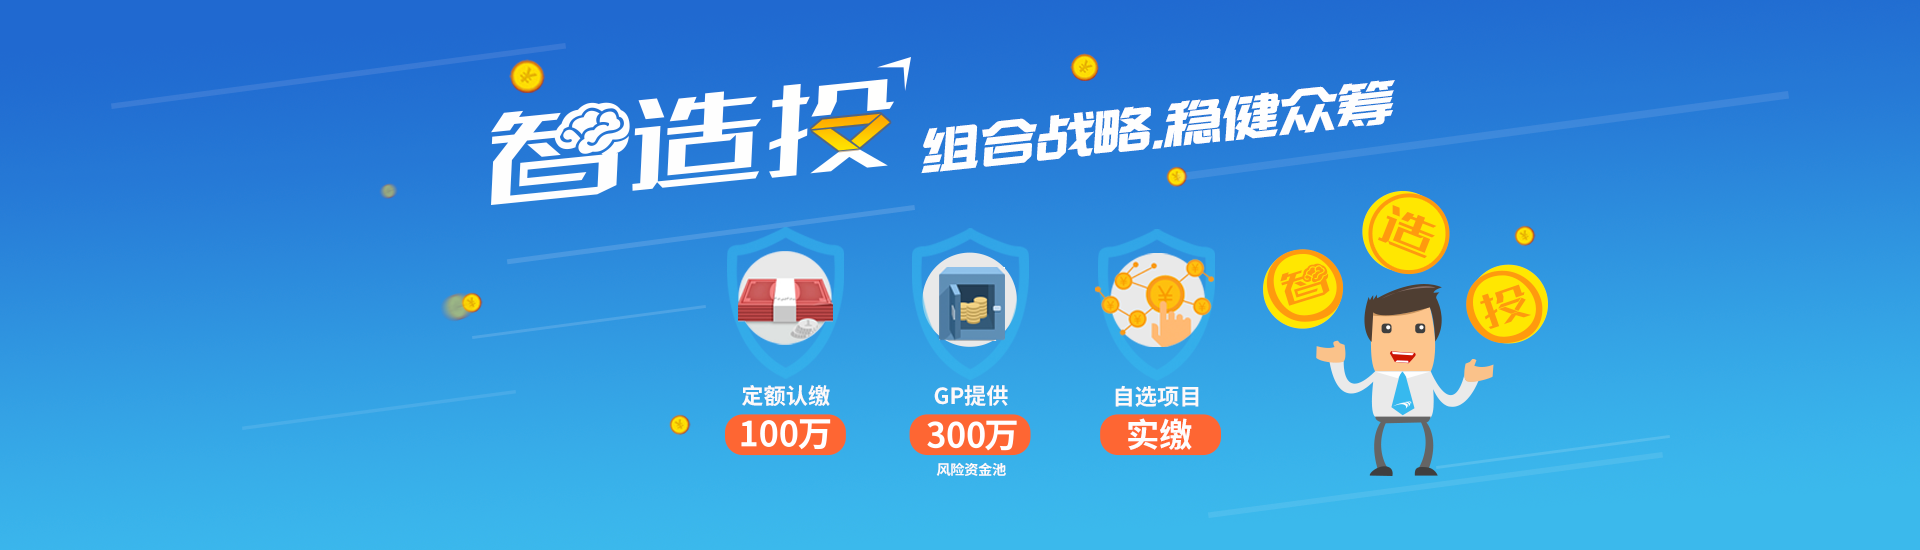 智造投
组合战略.稳健众筹
定额认缴
100万
GP提供
300万
风险资金池
自选项目
实缴
智
造
投